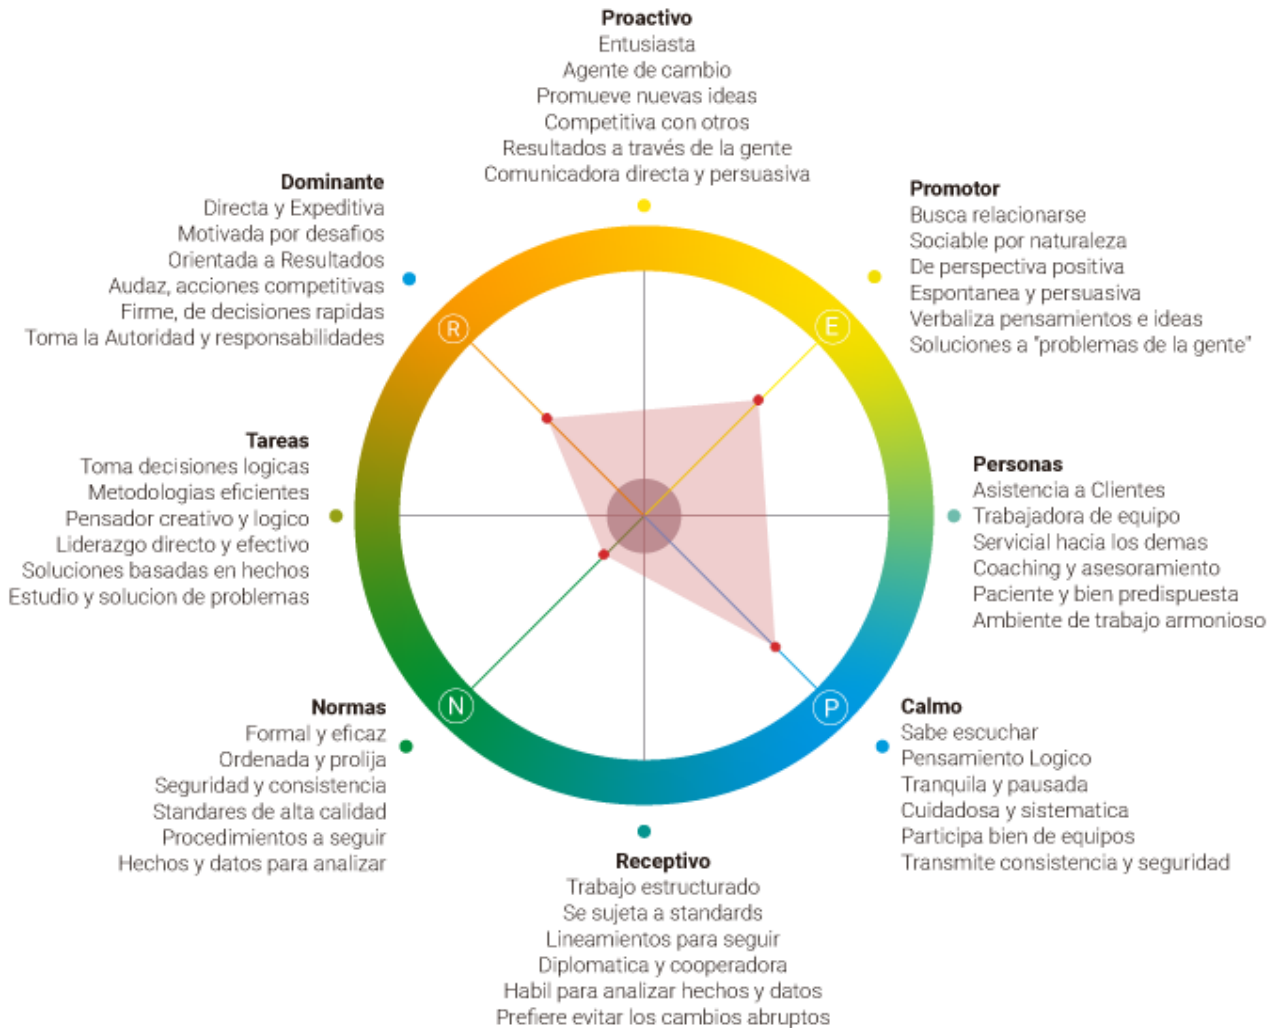 Proactivo
Entusiasta
Agente de cambio
Promueve nuevas ideas
Competitiva con otros
Resultados a través de la gente
Comunicadora directa y persuasiva
Dominante
Directa y Expeditiva
Motivada por desafios
Orientada a Resultados
Audaz, acciones competitivas
Firme, de decisiones rapidas
Toma la Autoridad y responsabilidades
Promotor
Busca relacionarse
Sociable por naturaleza
De perspectiva positiva
Espontanea y persuasiva
Verbaliza pensamientos e ideas
Soluciones a "problemas de la gente"
R
E
Tareas
Toma decisiones logicas
Metodologias eficientes
Pensador creativo y logico
Liderazgo directo y efectivo
Soluciones basadas en hechos
Estudio y solucion de problemas
Personas
Asistencia a Clientes
Trabajadora de equipo
Servicial hacia los demas
Coaching y asesoramiento
Paciente y bien predispuesta
Ambiente de trabajo armonioso
N
P
Normas
Formal y eficaz
Ordenada y prolija
Seguridad y consistencia
Standares de alta calidad
Procedimientos a seguir
Hechos y datos para analizar
Calmo
Sabe escuchar
Pensamiento Logico
Tranquila y pausada
Cuidadosa y sistematica
Participa bien de equipos
Transmite consistencia y seguridad
Receptivo
Trabajo estructurado
Se sujeta a standards
Lineamientos para seguir
Diplomatica y cooperadora
Habil para analizar hechos y datos
Prefiere evitar los cambios abruptos